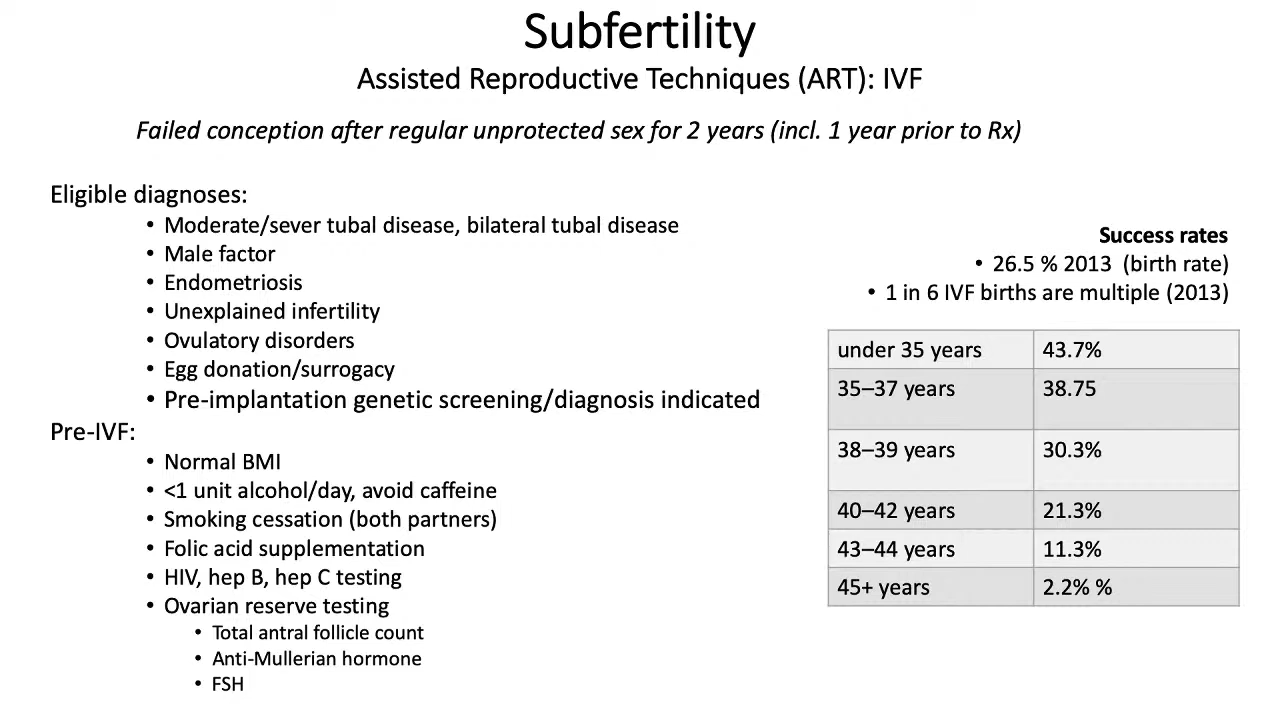 Subfertility
Assisted Reproductive Techniques (ART): IVF
Failed conception after regular unprotected sex for 2 years (incl. 1 year prior to Rx)
Eligible diagnoses:
• Moderate/sever tubal disease, bilateral tubal disease
• Male factor
• Endometriosis
• Unexplained infertility
• Ovulatory disorders
• Egg donation/surrogacy
• Pre-implantation genetic screening/diagnosis indicated
Pre-IVF:
• Normal BMI
• <1 unit alcohol/day, avoid caffeine
• Smoking cessation (both partners)
• Folic acid supplementation
• HIV, hep B, hep C testing
• Ovarian reserve testing
• Total antral follicle count
• Anti-Mullerian hormone
• FSH
Success rates
• 26.5 % 2013 (birth rate)
• 1 in 6 IVF births are multiple (2013)
under 35 years 43.7%
35–37 years 38.75
38–39 years 30.3%
40–42 years 21.3%
43–44 years 11.3%
45+ years 2.2% %